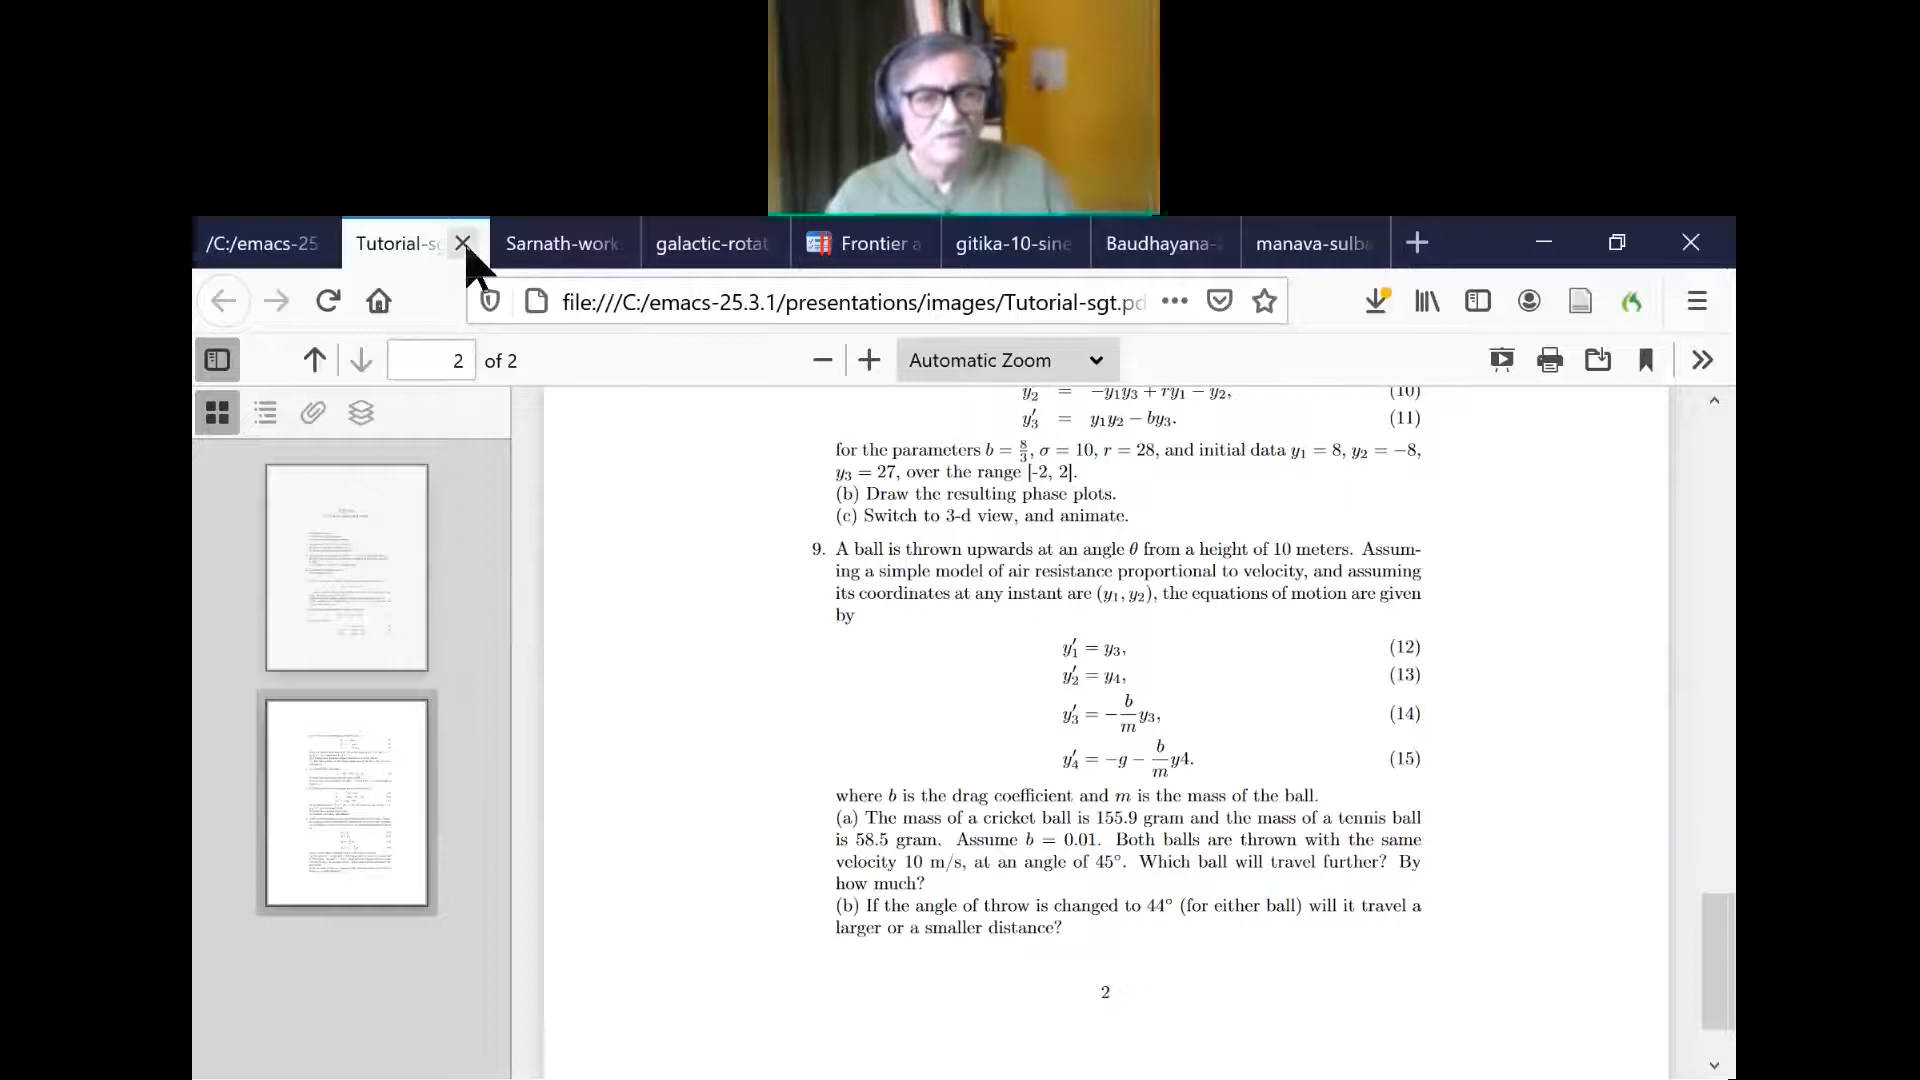 /C:/emacs-25
Tutorial-sg
Sarnath-work
galactic-rotat
Frontier a
gitika-10-sine
Baudhayana-
manava-sulba
file:///C:/emacs-25.3.1/presentations/images/Tutorial-sgt.pd
2 of 2
Automatic Zoom
y₂ = −y₁y₃ + ry₁ − y₂, (10)
y′₃ = y₁y₂ − by₃. (11)
for the parameters b = 8/3, σ = 10, r = 28, and initial data y₁ = 8, y₂ = −8,
y₃ = 27, over the range [-2, 2].
(b) Draw the resulting phase plots.
(c) Switch to 3-d view, and animate.
9. A ball is thrown upwards at an angle θ from a height of 10 meters. Assum-
ing a simple model of air resistance proportional to velocity, and assuming
its coordinates at any instant are (y₁, y₂), the equations of motion are given
by
y′₁ = y₃, (12)
y′₂ = y₄, (13)
y′₃ = −b/m y₃, (14)
y′₄ = −g − b/m y4. (15)
where b is the drag coefficient and m is the mass of the ball.
(a) The mass of a cricket ball is 155.9 gram and the mass of a tennis ball
is 58.5 gram. Assume b = 0.01. Both balls are thrown with the same
velocity 10 m/s, at an angle of 45°. Which ball will travel further? By
how much?
(b) If the angle of throw is changed to 44° (for either ball) will it travel a
larger or a smaller distance?
2